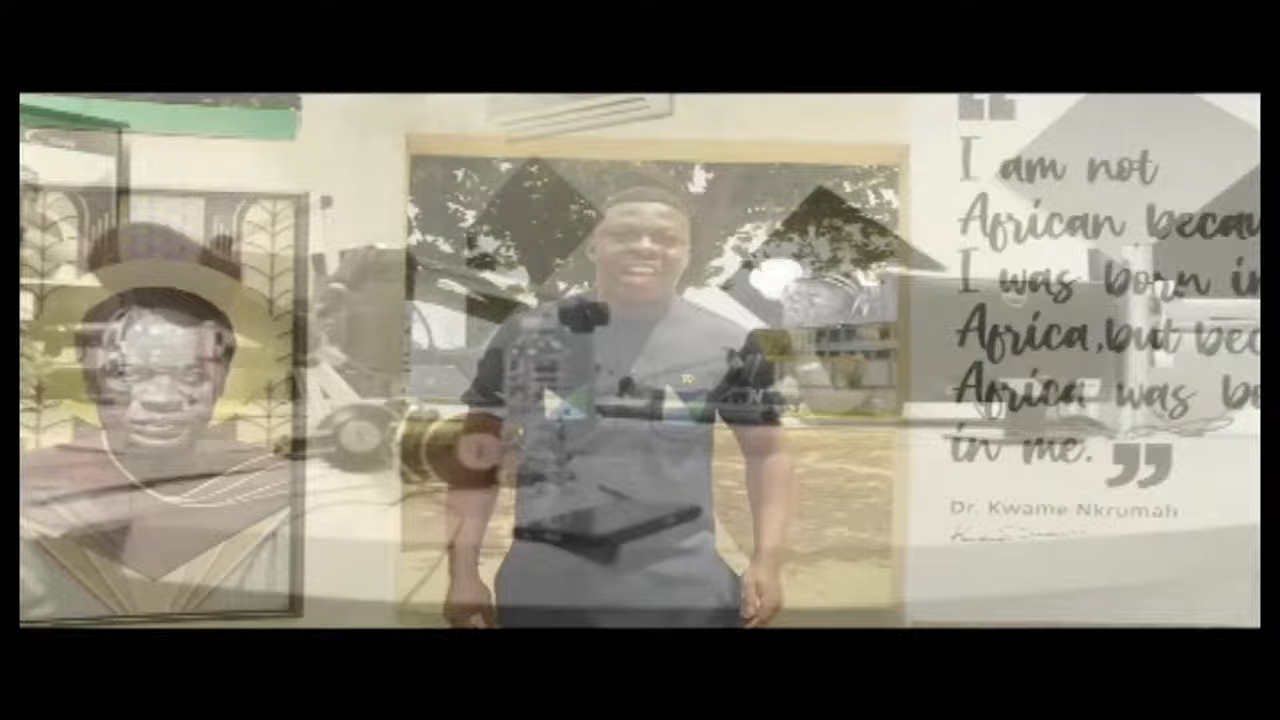 “
I am not
African becau
I was born in
Africa, but bec
Africa was bo
in me. ”
Dr. Kwame Nkrumah